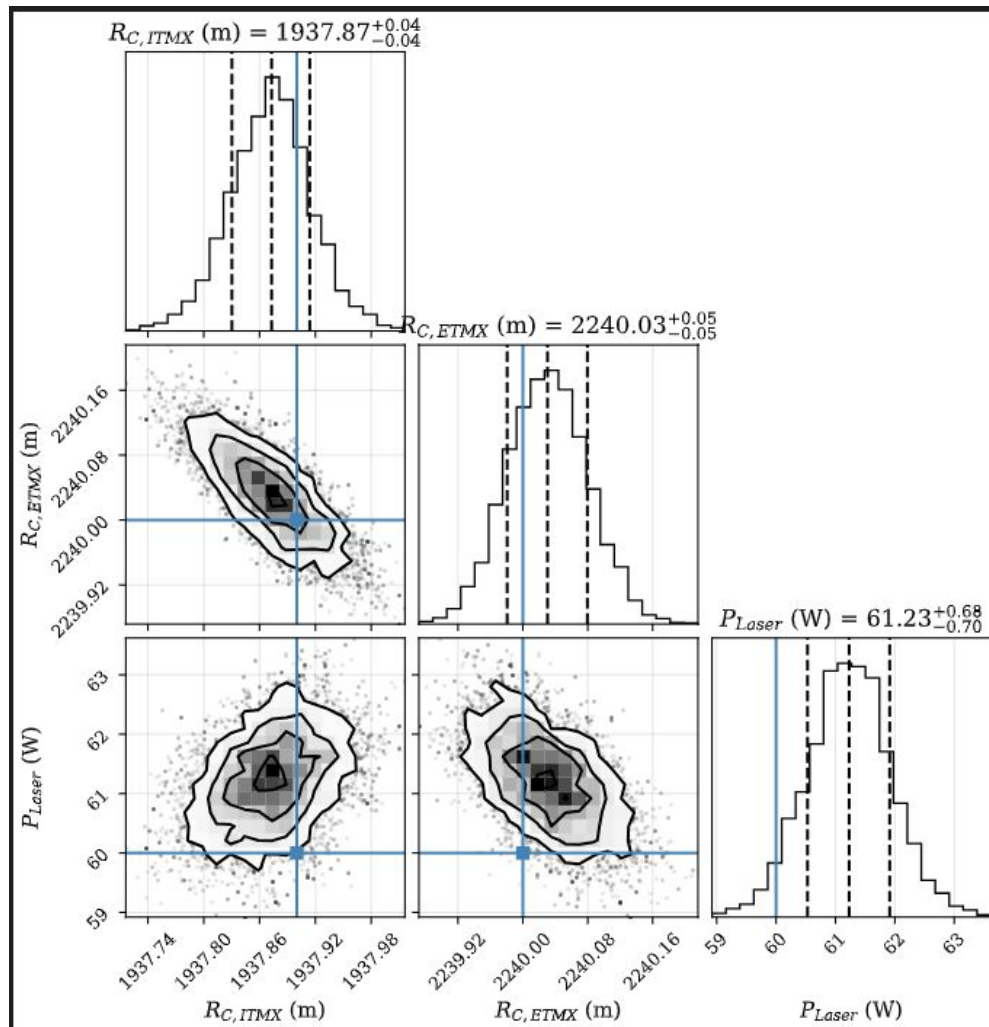 R_{C,ITMX} (m) = 1937.87^{+0.04}_{-0.04}
R_{C,ETMX} (m) = 2240.03^{+0.05}_{-0.05}
2240.16
2240.08
2240.00
2239.92
R_{C,ETMX} (m)
P_{Laser} (W) = 61.23^{+0.68}_{-0.70}
63
62
61
60
59
P_{Laser} (W)
1937.74 1937.80 1937.86 1937.92 1937.98
2239.92 2240.00 2240.08 2240.16
59 60 61 62 63
R_{C,ITMX} (m) R_{C,ETMX} (m) P_{Laser} (W)